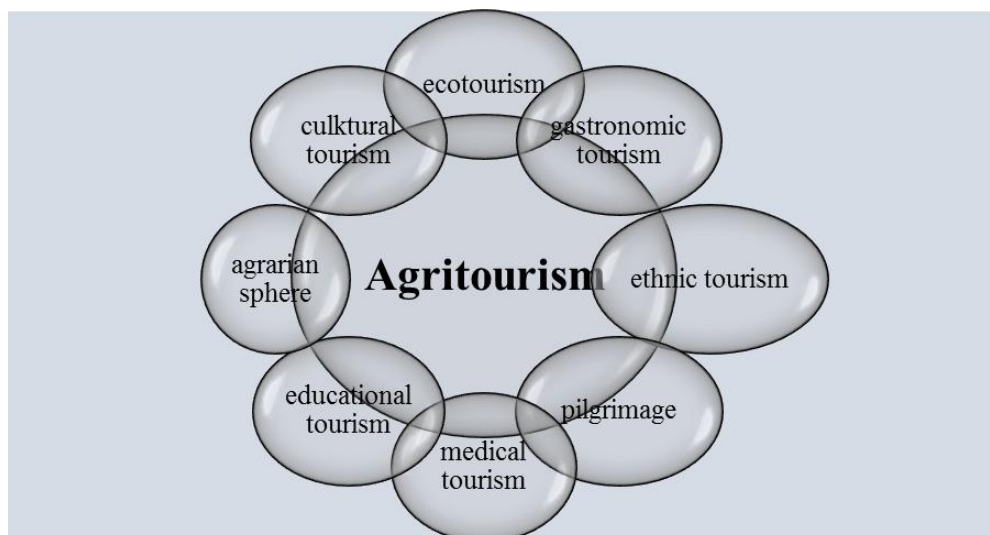 ecotourism
gastronomic
tourism
ethnic tourism
pilgrimage
medical
tourism
educational
tourism
agrarian
sphere
culktural
tourism
Agritourism